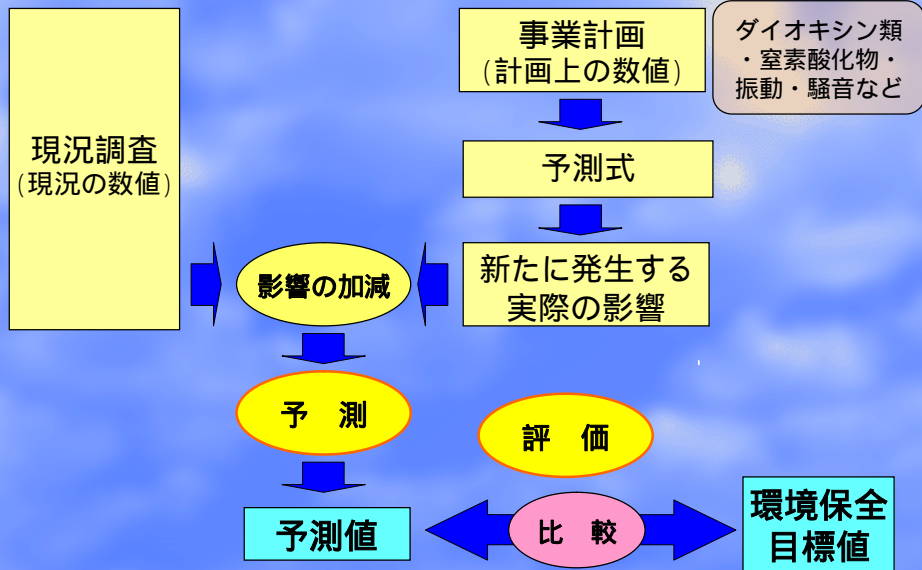 事業計画
(計画上の数値)
ダイオキシン類
・窒素酸化物・
振動・騒音など
現況調査
(現況の数値)
予測式
影響の加減
新たに発生する
実際の影響
予　測
評　価
予測値
比　較
環境保全
目標値